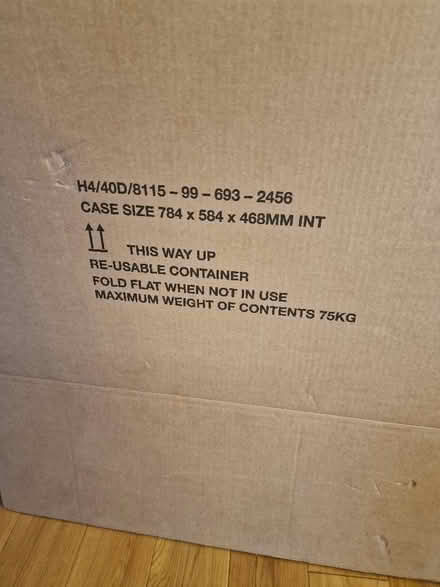 H4/40D/8115 – 99 – 693 – 2456
CASE SIZE 784 x 584 x 468MM INT
THIS WAY UP
RE-USABLE CONTAINER
FOLD FLAT WHEN NOT IN USE
MAXIMUM WEIGHT OF CONTENTS 75KG